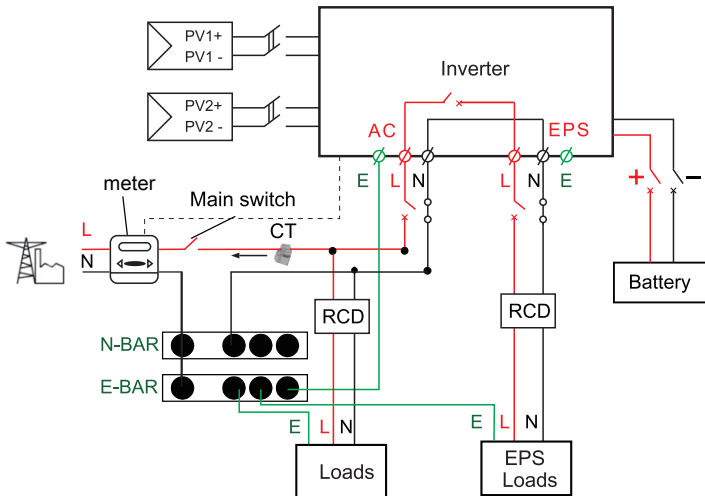 PV1+
PV1 -
PV2+
PV2 -
Inverter
AC
EPS
E
L
N
L
N
E
+
−
meter
Main switch
L
CT
N
Battery
RCD
RCD
N-BAR
E-BAR
E
L
N
E
L
N
Loads
EPS
Loads